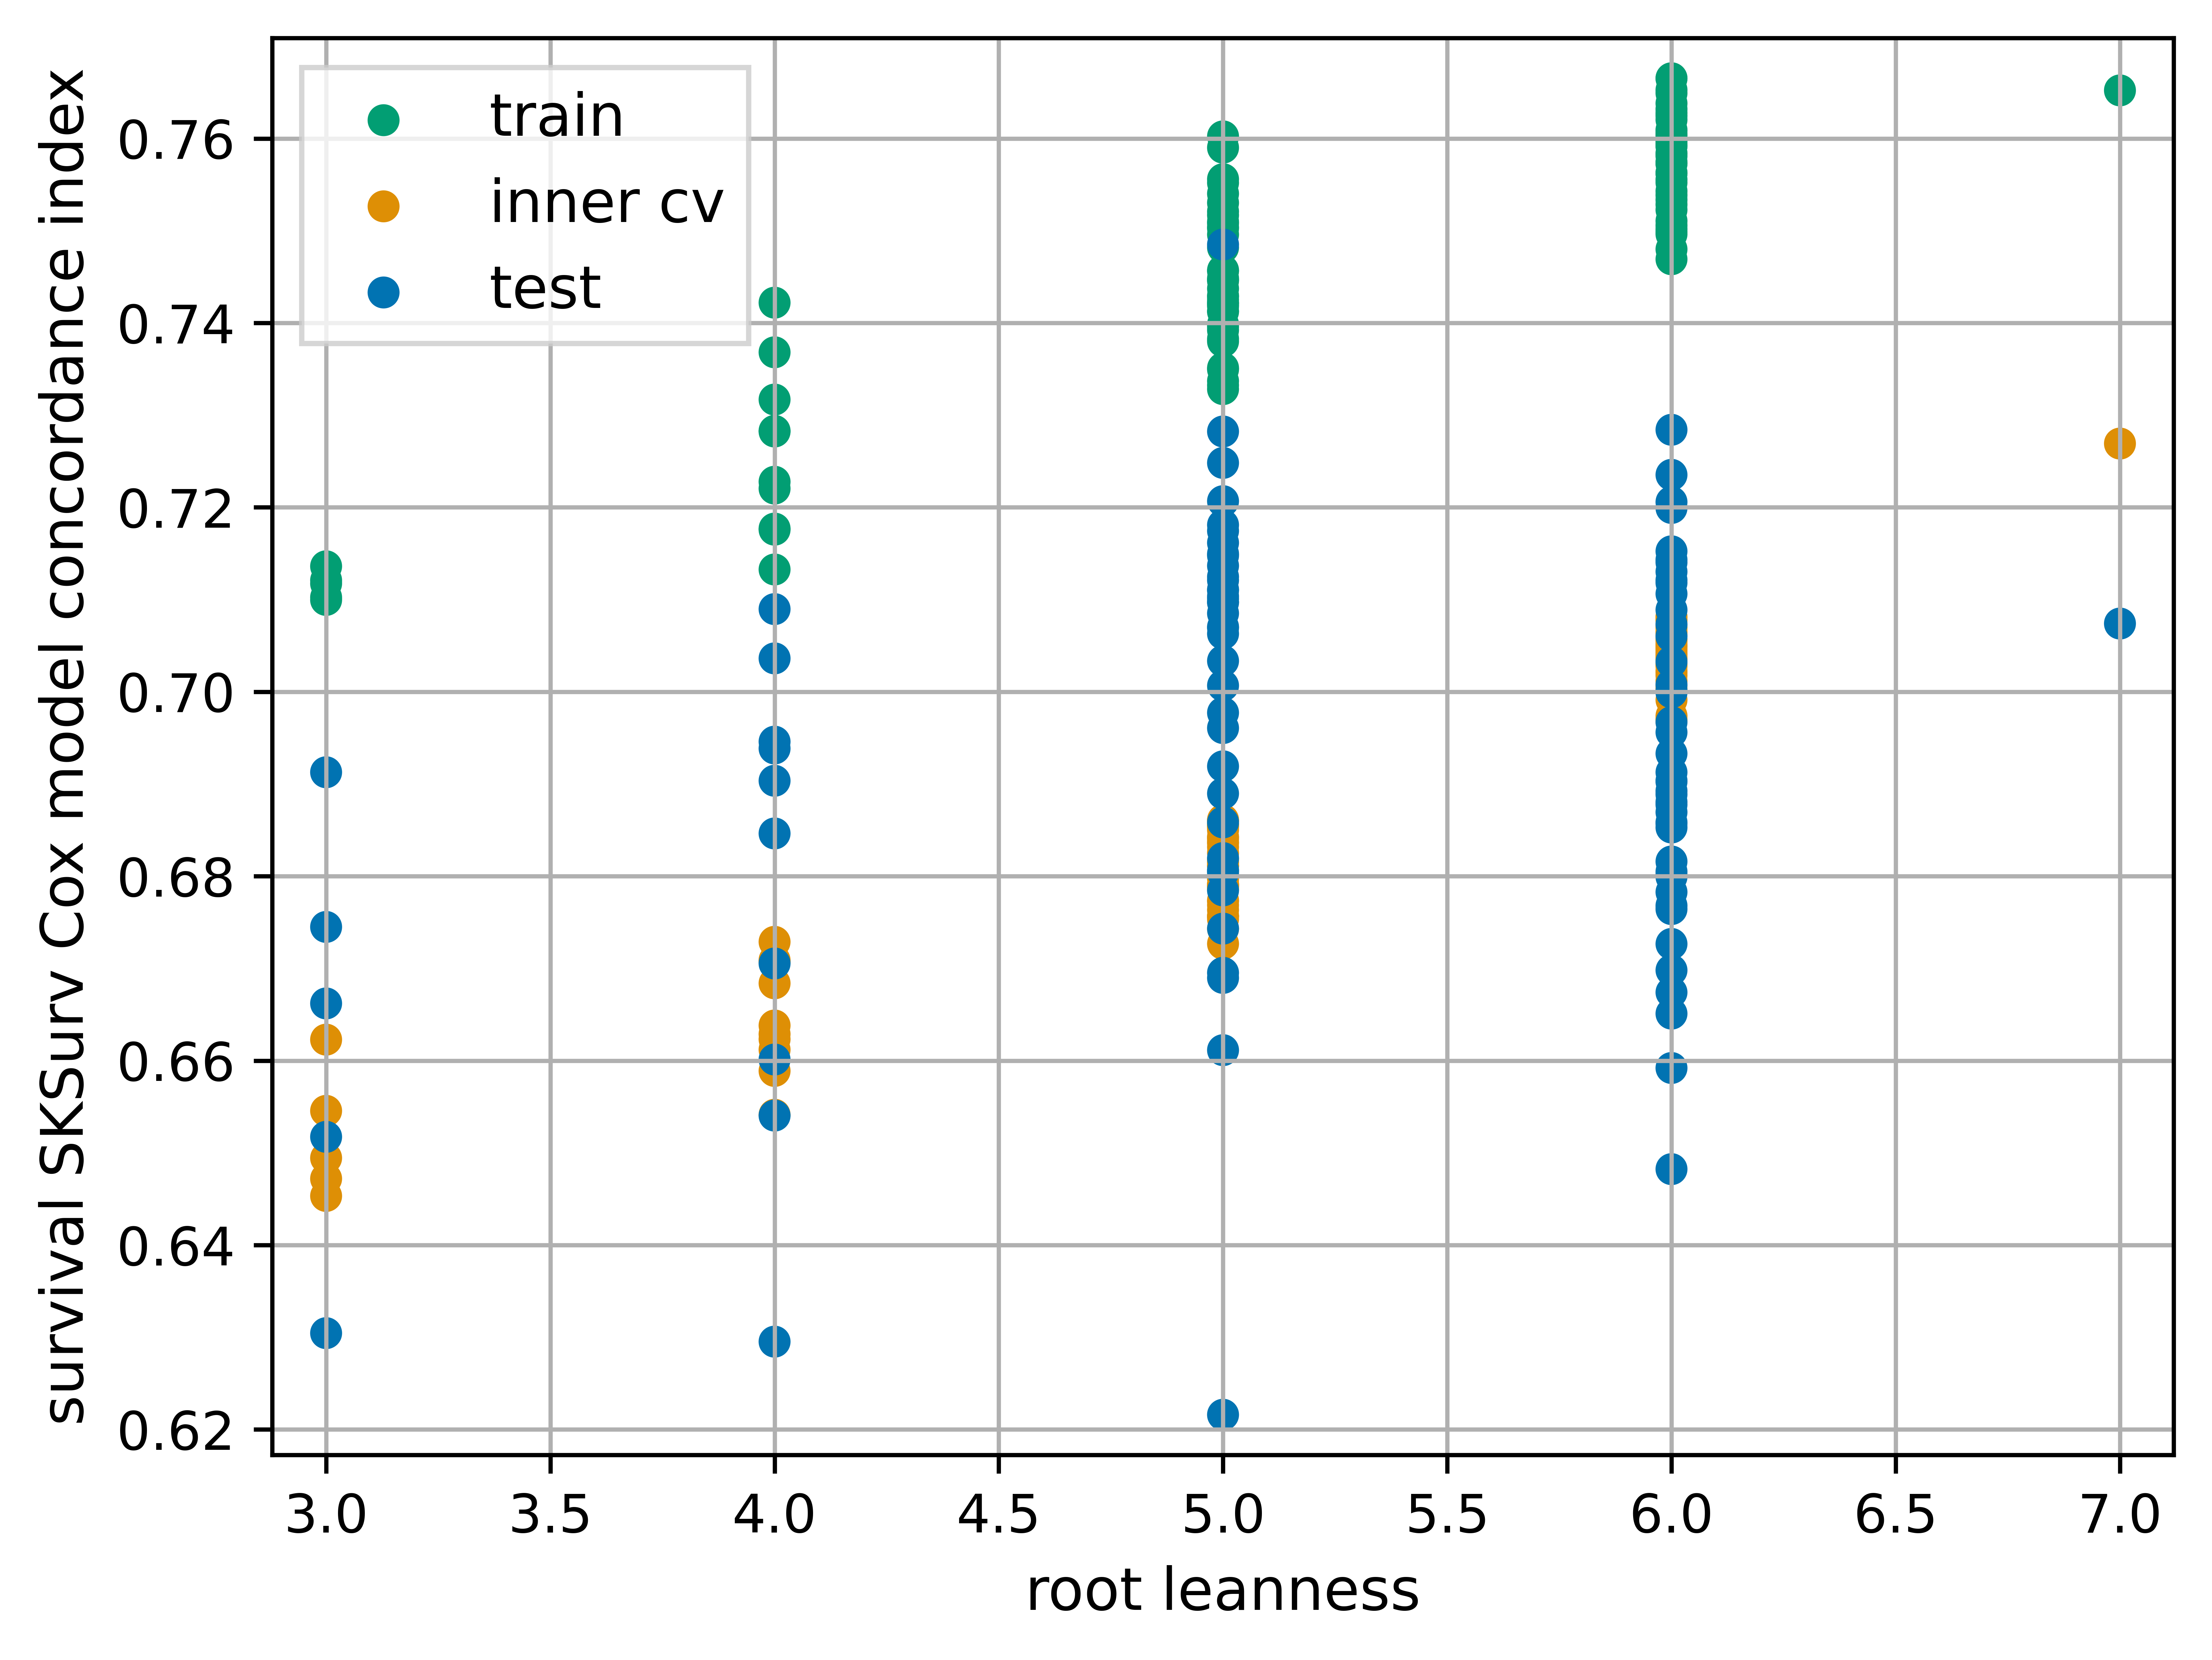 survival SKSurv Cox model concordance index
train
inner cv
test
0.76
0.74
0.72
0.70
0.68
0.66
0.64
0.62
3.0 3.5 4.0 4.5 5.0 5.5 6.0 6.5 7.0
root leanness